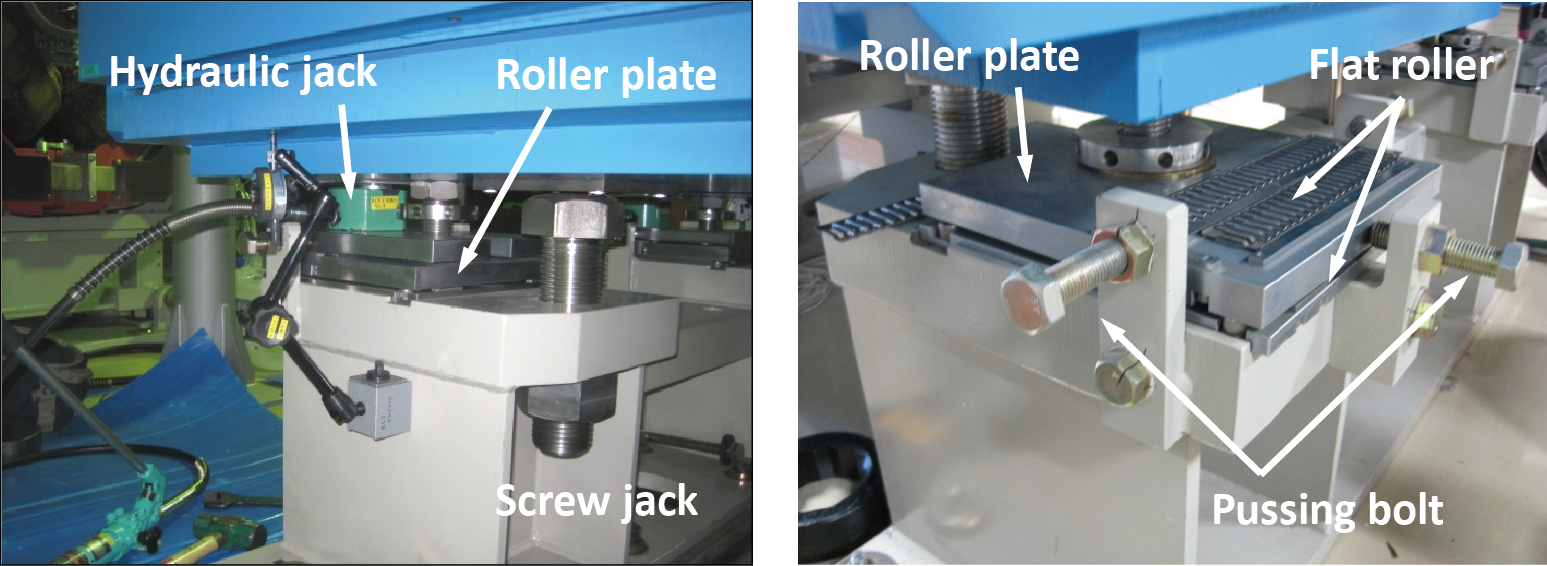 Hydraulic jack
Roller plate
Screw jack
Roller plate
Flat roller
Pussing bolt